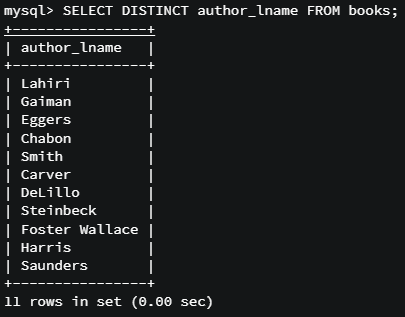 mysql> SELECT DISTINCT author_lname FROM books;
+----------------+
| author_lname   |
+----------------+
| Lahiri         |
| Gaiman         |
| Eggers         |
| Chabon         |
| Smith          |
| Carver         |
| DeLillo        |
| Steinbeck      |
| Foster Wallace |
| Harris         |
| Saunders       |
+----------------+
11 rows in set (0.00 sec)